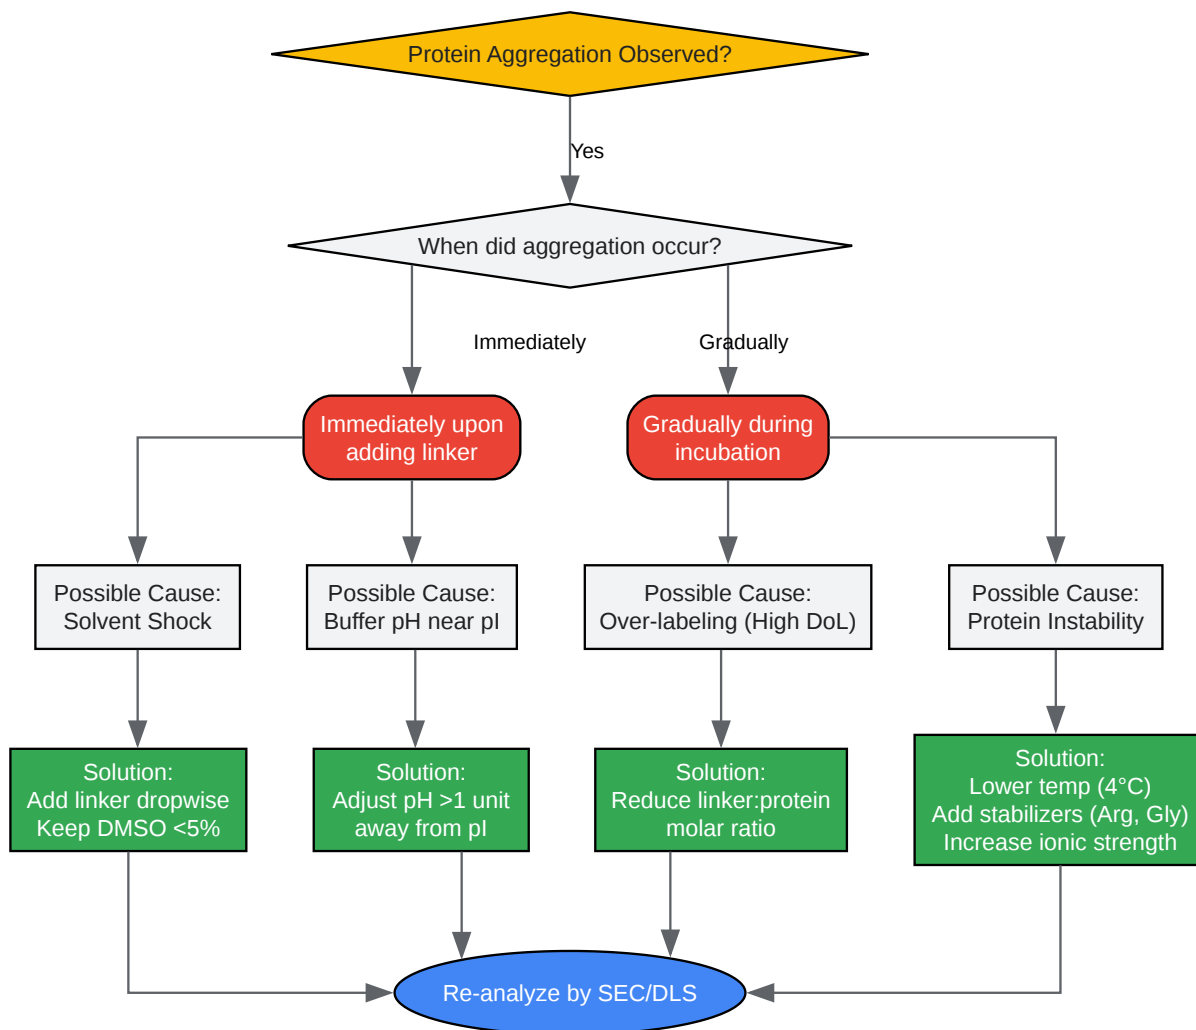 Protein Aggregation Observed?
Yes
When did aggregation occur?
Immediately
Gradually
Immediately upon
adding linker
Gradually during
incubation
Possible Cause:
Solvent Shock
Possible Cause:
Buffer pH near pI
Possible Cause:
Over-labeling (High DoL)
Possible Cause:
Protein Instability
Solution:
Add linker dropwise
Keep DMSO <5%
Solution:
Adjust pH >1 unit
away from pI
Solution:
Reduce linker:protein
molar ratio
Solution:
Lower temp (4°C)
Add stabilizers (Arg, Gly)
Increase ionic strength
Re-analyze by SEC/DLS